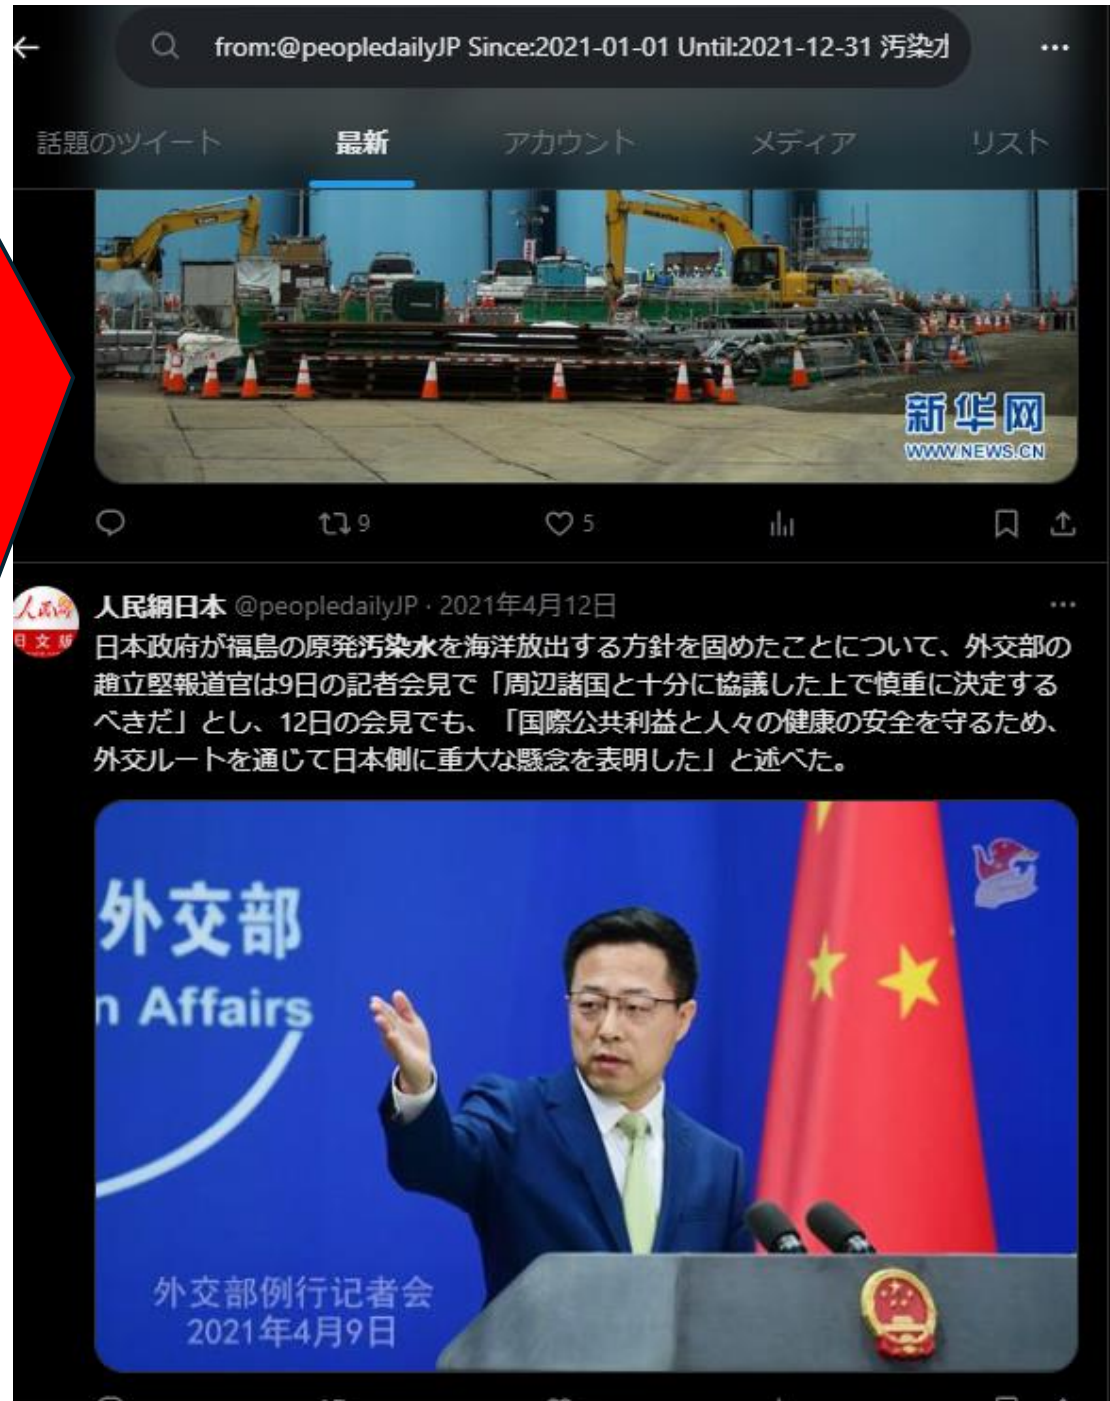 from:@peopledailyJP Since:2021-01-01 Until:2021-12-31 汚染水
話題のツイート 最新 アカウント メディア リスト
新华网
WWW.NEWS.CN
9 5
人民網日本 @peopledailyJP · 2021年4月12日
日本政府が福島の原発汚染水を海洋放出する方針を固めたことについて、外交部の
趙立堅報道官は9日の記者会見で「周辺諸国と十分に協議した上で慎重に決定する
べきだ」とし、12日の会見でも、「国際公共利益と人々の健康の安全を守るため、
外交ルートを通じて日本側に重大な懸念を表明した」と述べた。
人民网
日文版
外交部
n Affairs
外交部例行记者会
2021年4月9日